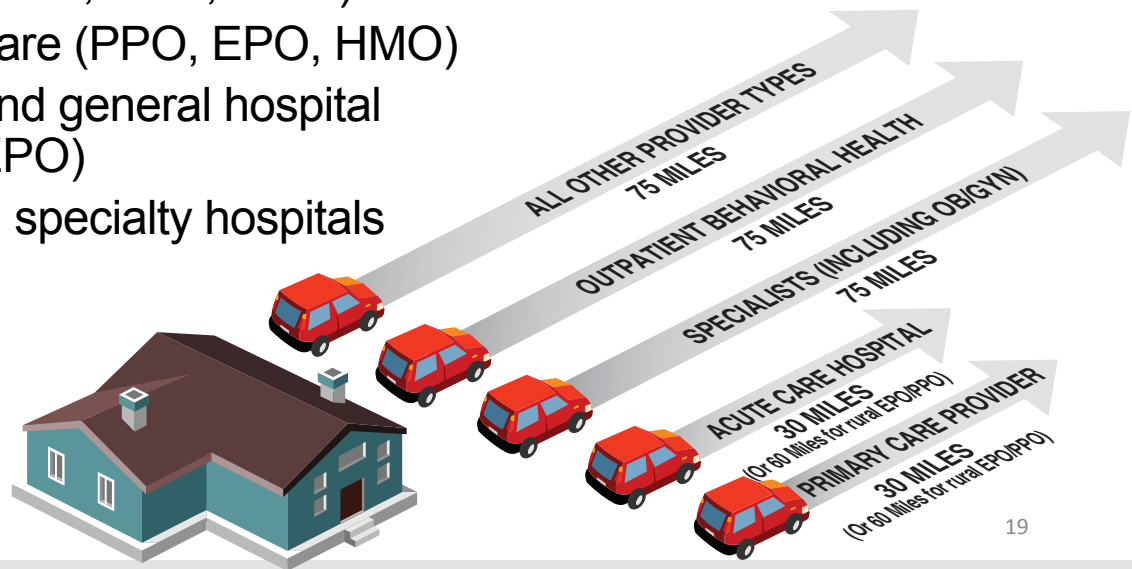 are (PPO, EPO, HMO)
nd general hospital
EPO)
specialty hospitals
ALL OTHER PROVIDER TYPES
75 MILES
OUTPATIENT BEHAVIORAL HEALTH
75 MILES
SPECIALISTS (INCLUDING OB/GYN)
75 MILES
ACUTE CARE HOSPITAL
30 MILES
(Or 60 Miles for rural EPO/PPO)
PRIMARY CARE PROVIDER
30 MILES
(Or 60 Miles for rural EPO/PPO)
19